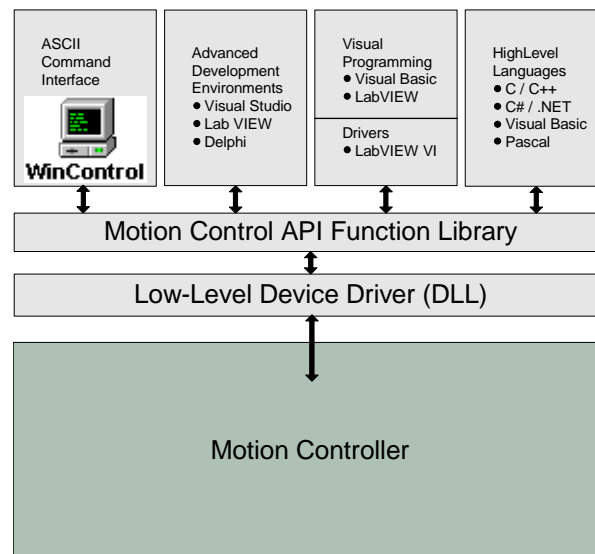 ASCII
Command
Interface
WinControl
Advanced
Development
Environments
● Visual Studio
● Lab VIEW
● Delphi
Visual
Programming
● Visual Basic
● LabVIEW
Drivers
● LabVIEW VI
HighLevel
Languages
● C / C++
● C# / .NET
● Visual Basic
● Pascal
Motion Control API Function Library
Low-Level Device Driver (DLL)
Motion Controller